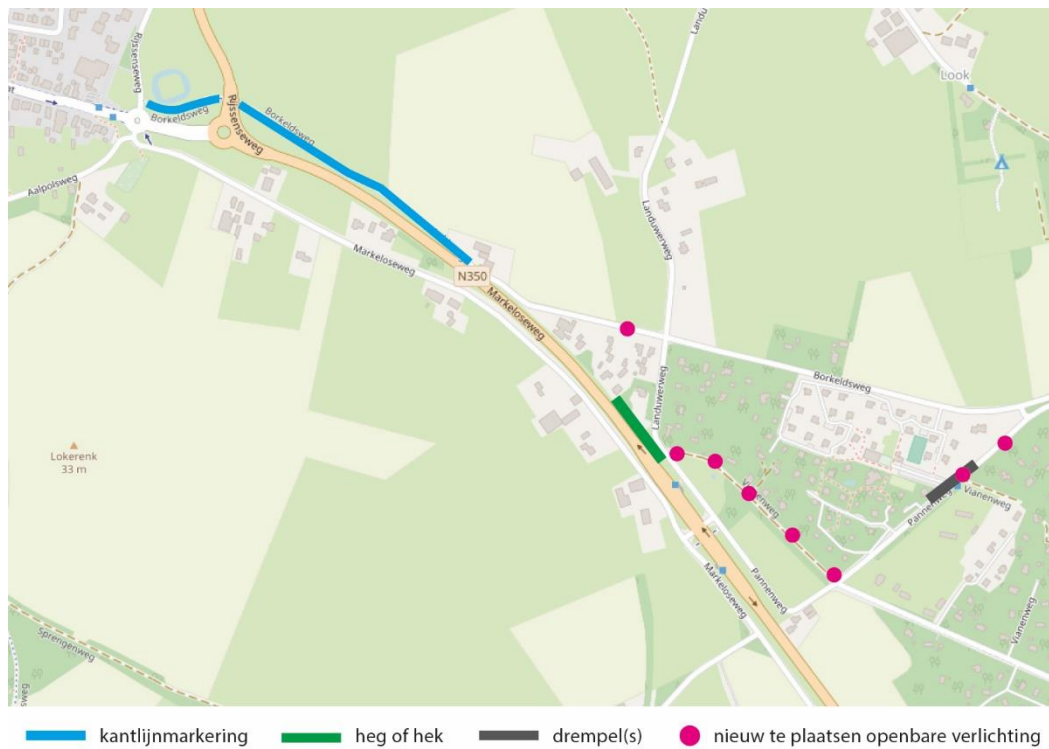 Rijssenseweg
at
Borkeldsweg
Rijssenseweg
Borkeldsweg
Aalpolsweg
Markeloseweg
N350
Markeloseweg
Landuwerweg
Landuwerweg
Look
Borkeldsweg
Lokerenk
33 m
Landuwerweg
Vianenweg
Pannenweg
Vianenweg
Markeloseweg
Pannenweg
Vianenweg
Sprengenweg
kantlijnmarkering
heg of hek
drempel(s)
nieuw te plaatsen openbare verlichting